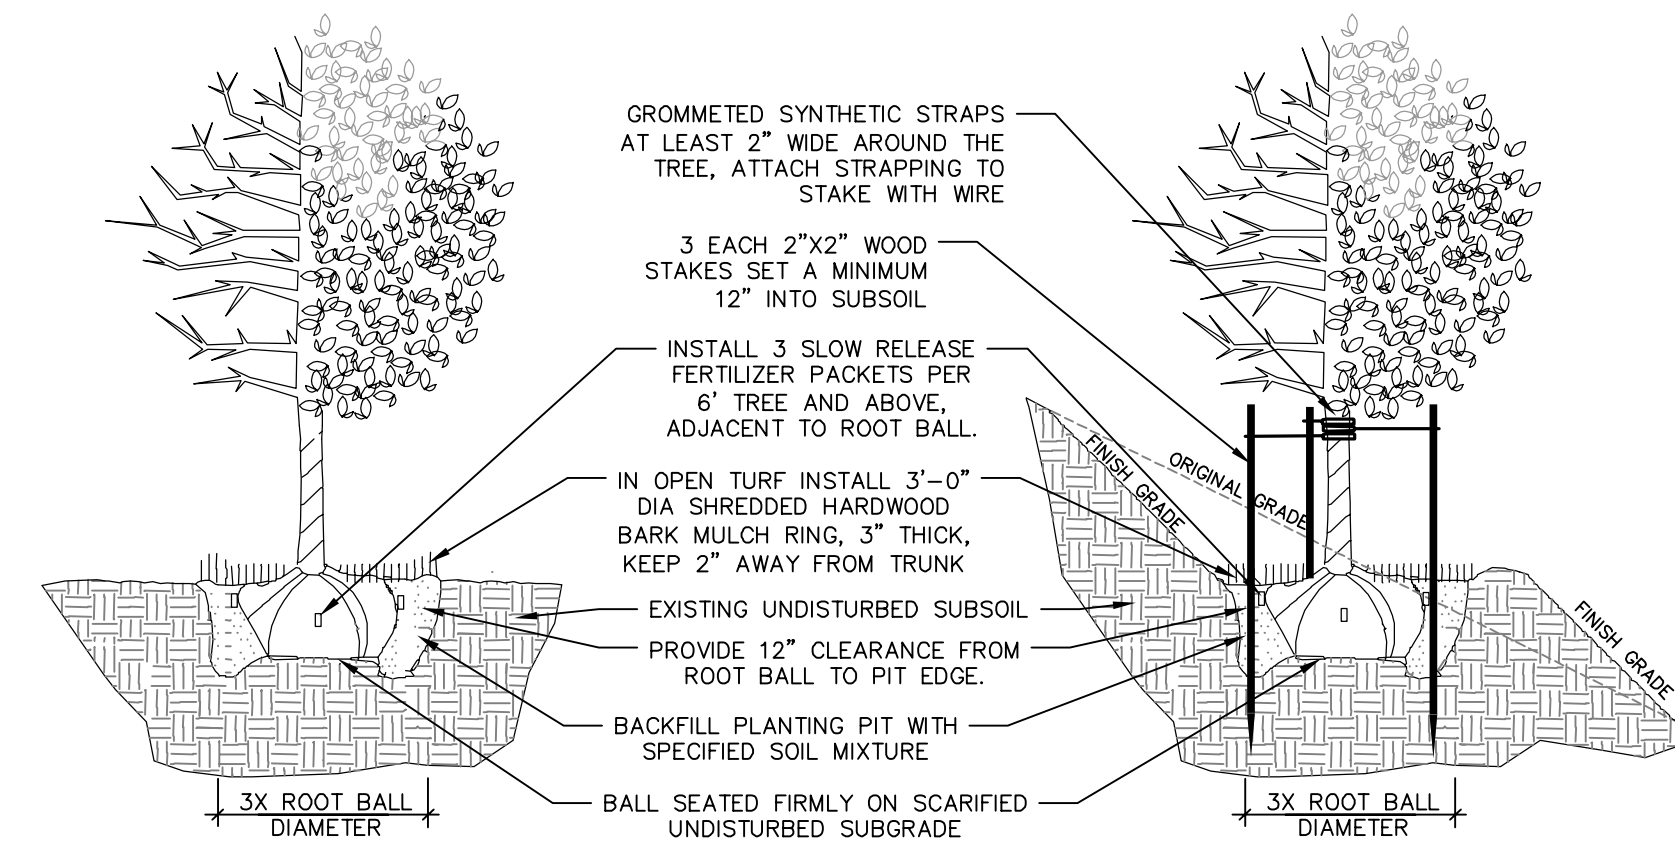 GROMMETED SYNTHETIC STRAPS
AT LEAST 2” WIDE AROUND THE
TREE, ATTACH STRAPPING TO
STAKE WITH WIRE
3 EACH 2”X2” WOOD
STAKES SET A MINIMUM
12” INTO SUBSOIL
INSTALL 3 SLOW RELEASE
FERTILIZER PACKETS PER
6’ TREE AND ABOVE,
ADJACENT TO ROOT BALL.
IN OPEN TURF INSTALL 3’–0”
DIA SHREDDED HARDWOOD
BARK MULCH RING, 3” THICK,
KEEP 2” AWAY FROM TRUNK
EXISTING UNDISTURBED SUBSOIL
PROVIDE 12” CLEARANCE FROM
ROOT BALL TO PIT EDGE.
BACKFILL PLANTING PIT WITH
SPECIFIED SOIL MIXTURE
BALL SEATED FIRMLY ON SCARIFIED
UNDISTURBED SUBGRADE
3X ROOT BALL
DIAMETER
FINISH GRADE
ORIGINAL GRADE
FINISH GRADE
3X ROOT BALL
DIAMETER